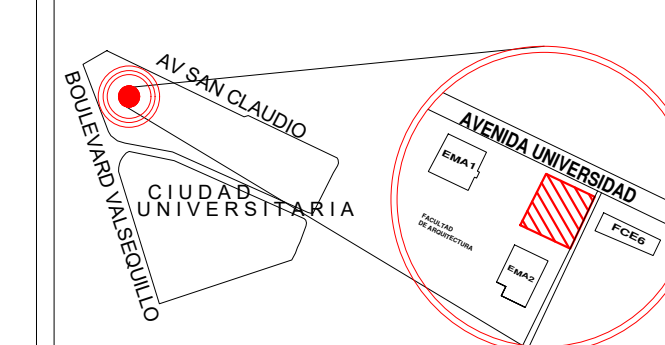 AV SAN CLAUDIO
BOULEVARD VALSEQUILLO
CIUDAD
UNIVERSITARIA
AVENIDA UNIVERSIDAD
EMA1
FACULTAD
DE ARQUITECTURA
EMA2
FCE6